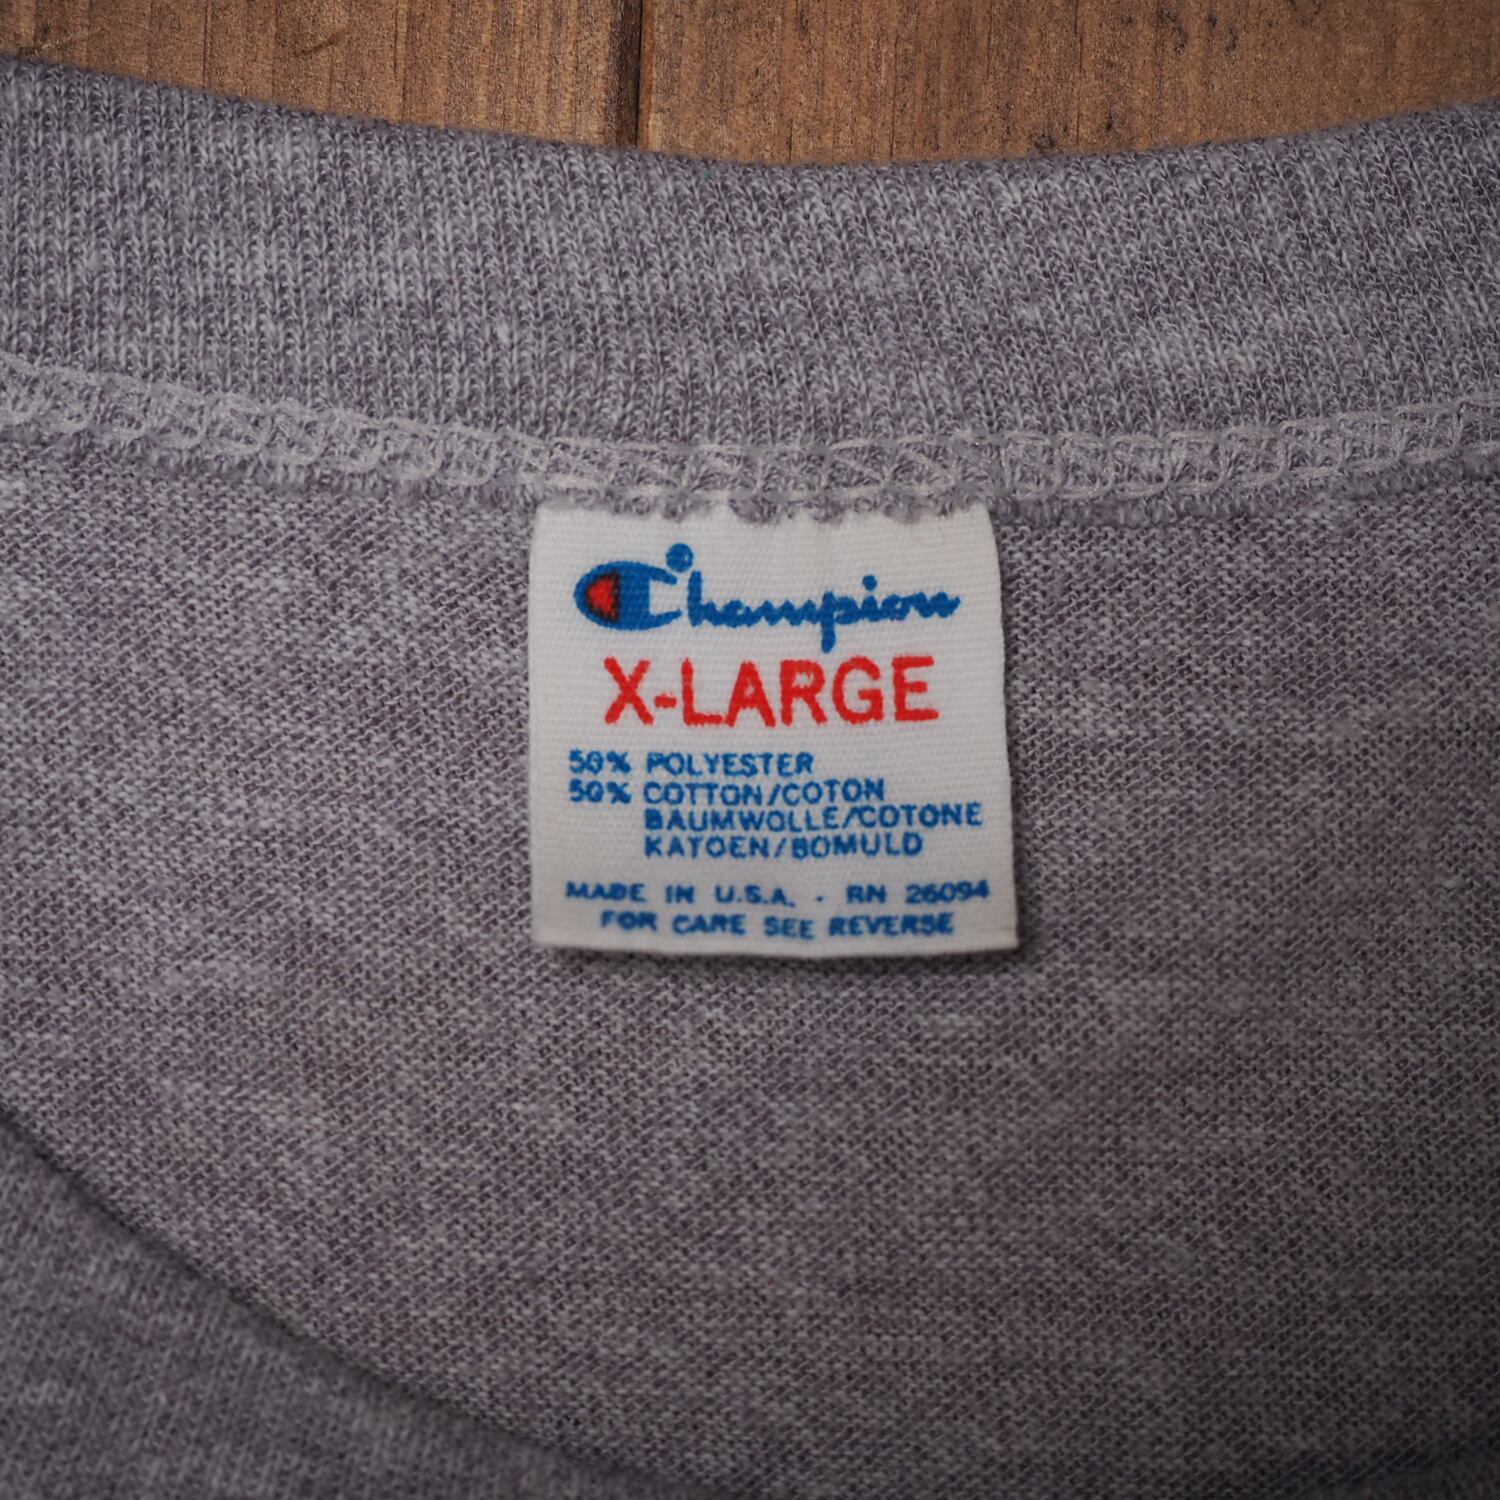 Champion
X-LARGE
50% POLYESTER
50% COTTON/COTON
BAUMWOLLE/COTONE
KATOEN/BOMULD
MADE IN U.S.A. - RN 26094
FOR CARE SEE REVERSE